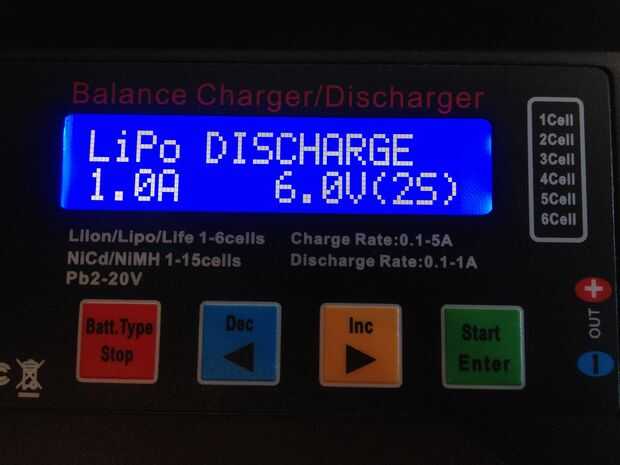 Balance Charger/Discharger
LiPo DISCHARGE
1.0A 6.0V(2S)
1Cell
2Cell
3Cell
4Cell
5Cell
6Cell
LiIon/Lipo/Life 1-6cells
NiCd/NiMH 1-15cells
Pb2-20V
Charge Rate:0.1-5A
Discharge Rate:0.1-1A
Batt.Type
Stop
Dec
Inc
Start
Enter
+
OUT